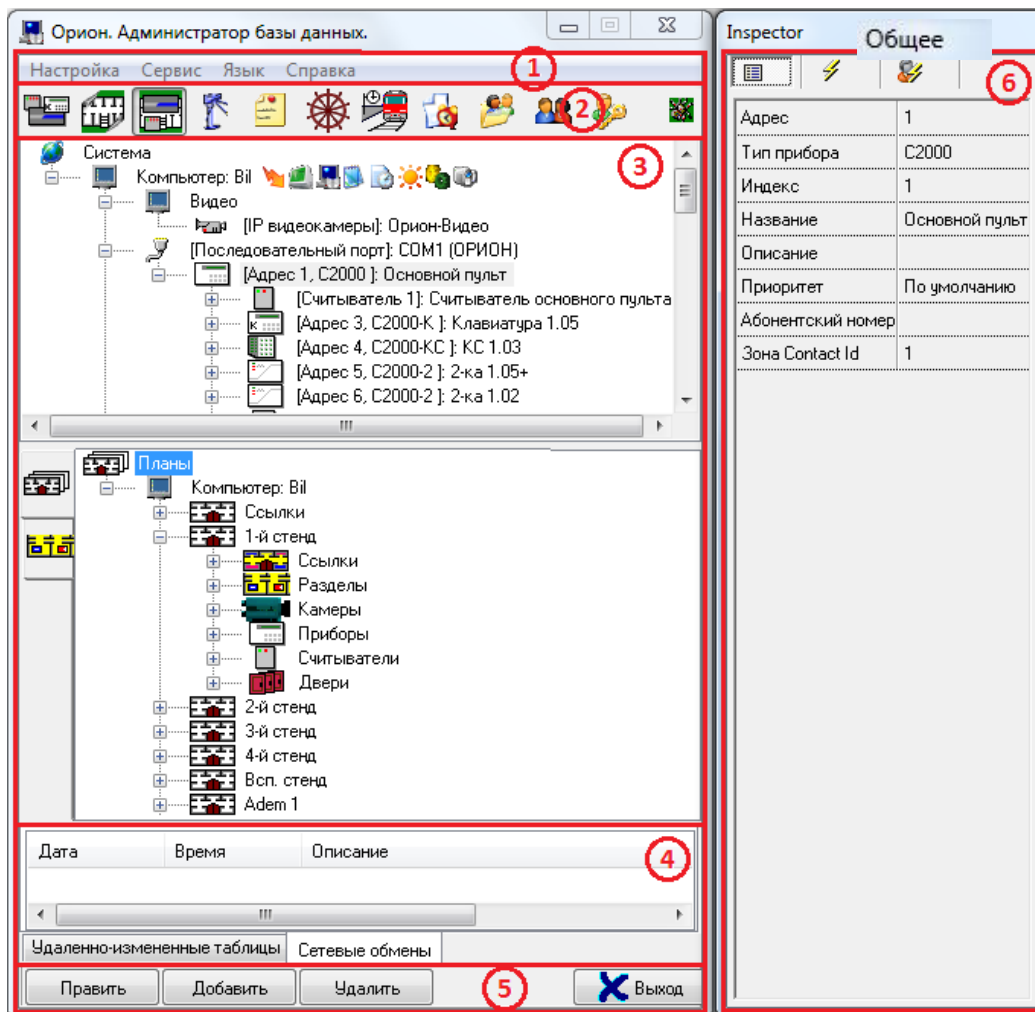 Орион. Администратор базы данных.
Настройка Сервис Язык Справка
1
2
3
Система
Компьютер: Bil
Видео
[IP видеокамеры]: Орион-Видео
[Последовательный порт]: COM1 (ОРИОН)
[Адрес 1, С2000 ]: Основной пульт
[Считыватель 1]: Считыватель основного пульта
[Адрес 3, С2000-К ]: Клавиатура 1.05
[Адрес 4, С2000-КС ]: КС 1.03
[Адрес 5, С2000-2 ]: 2-ка 1.05+
[Адрес 6, С2000-2 ]: 2-ка 1.02
Планы
Компьютер: Bil
Ссылки
1-й стенд
Ссылки
Разделы
Камеры
Приборы
Считыватели
Двери
2-й стенд
3-й стенд
4-й стенд
Всп. стенд
Adem 1
Дата Время Описание
4
Удаленно-измененные таблицы Сетевые обмены
Править Добавить Удалить 5 Выход
Inspector Общее
6
Адрес 1
Тип прибора С2000
Индекс 1
Название Основной пульт
Описание
Приоритет По умолчанию
Абонентский номер
Зона Contact Id 1